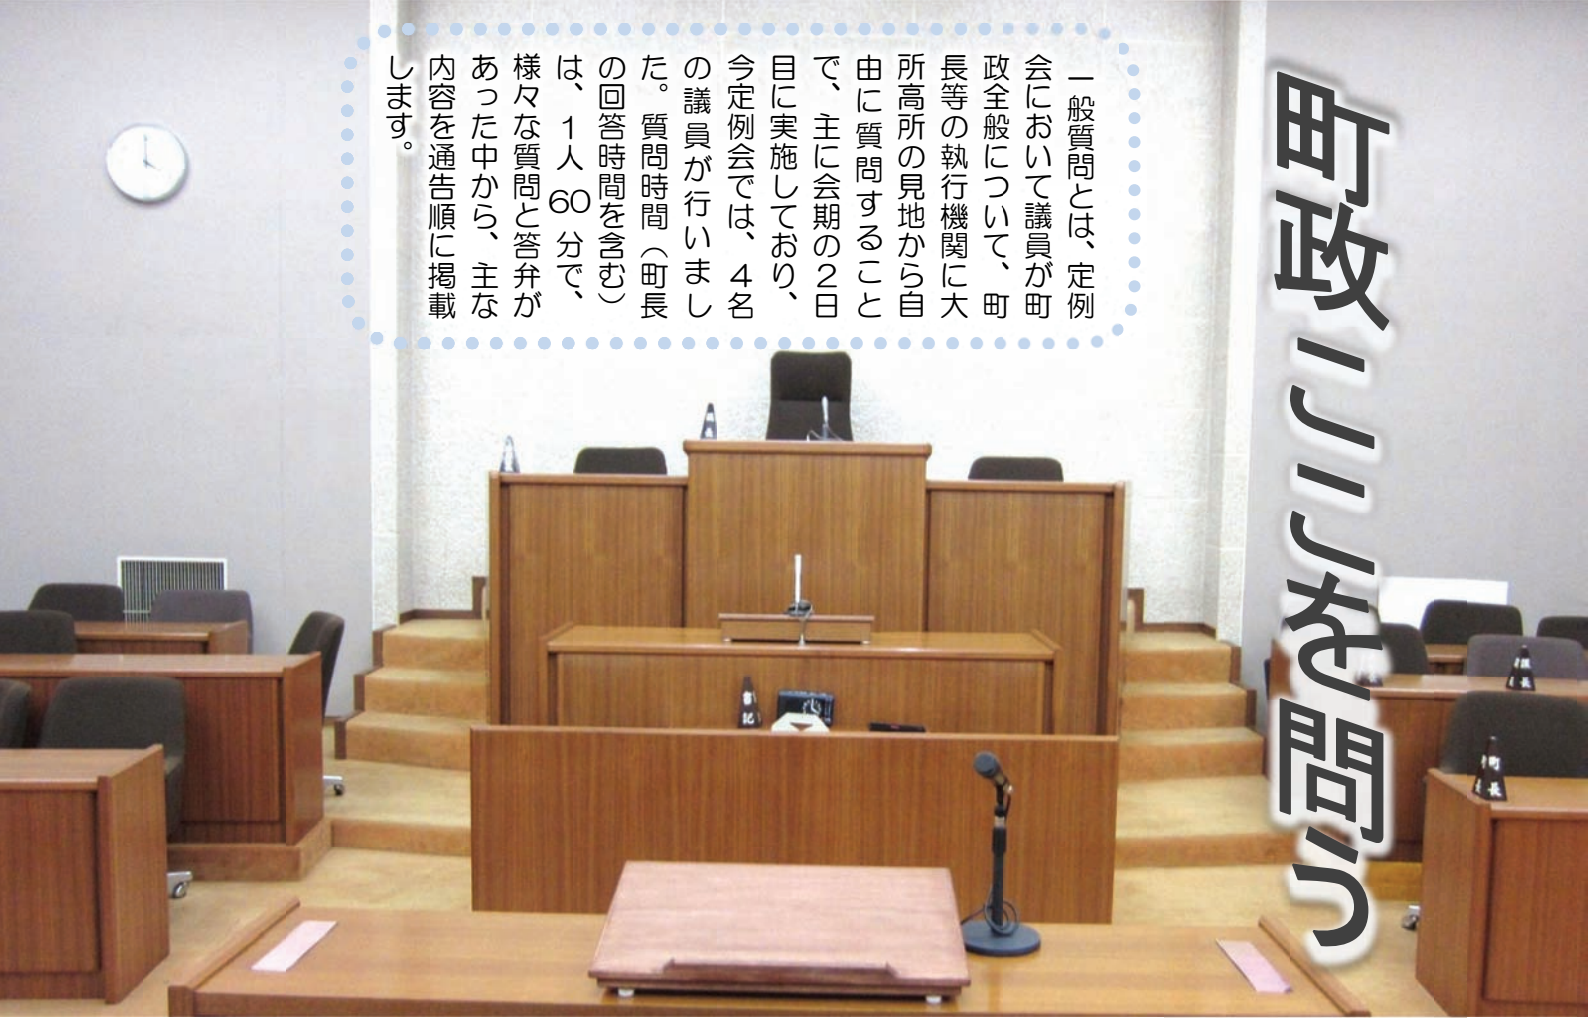 町政ここを問う
一般質問とは、定例
会において議員が町
政全般について、町
長等の執行機関に大
所高所の見地から自
由に質問すること
で、主に会期の２日
目に実施しており、
今定例会では、４名
の議員が行いまし
た。質問時間（町長
の回答時間を含む）
は、１人60分で、
様々な質問と答弁が
あった中から、主な
内容を通告順に掲載
します。
書記
町長